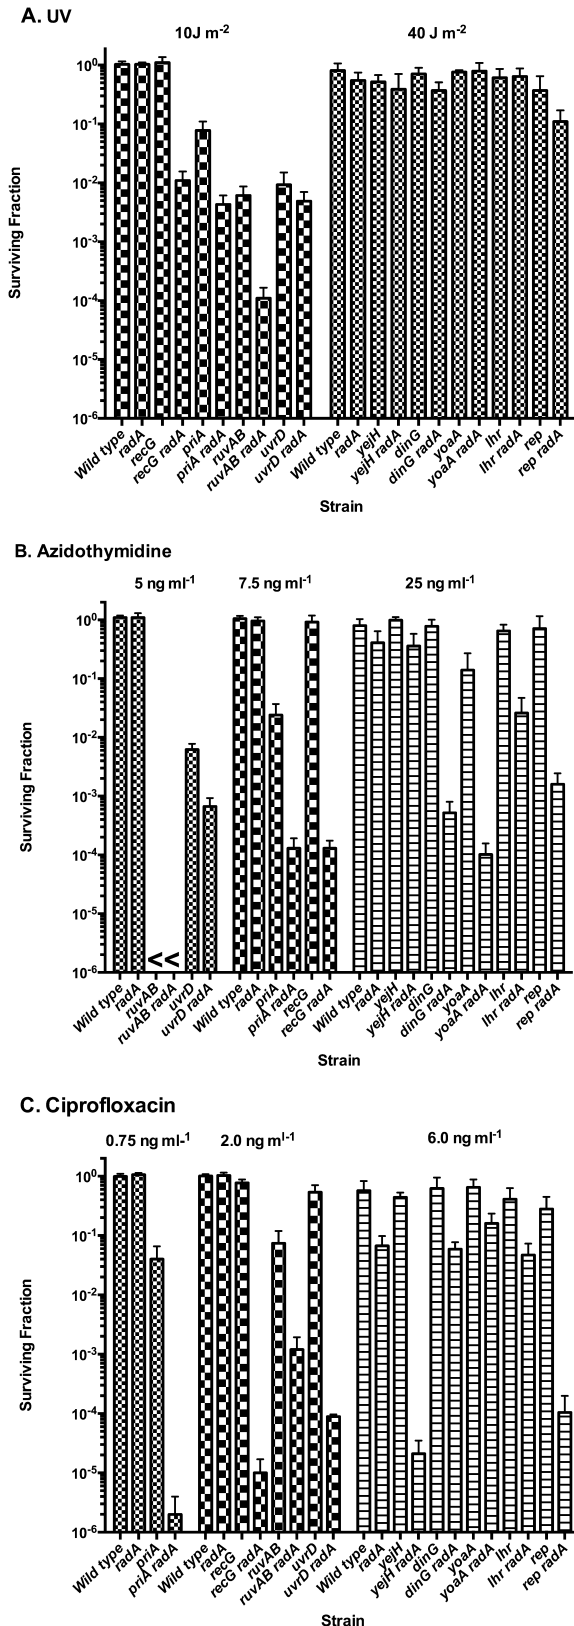 A. UV
10J m-2
40 J m-2
Surviving Fraction
10^0
10^-1
10^-2
10^-3
10^-4
10^-5
10^-6
Wild type
radA
recG
recG radA
priA
priA radA
ruvAB
ruvAB radA
uvrD
uvrD radA
Wild type
radA
yejH
yejH radA
dinG
dinG radA
yoaA
yoaA radA
lhr
lhr radA
rep
rep radA
Strain
B. Azidothymidine
5 ng ml-1
7.5 ng ml-1
25 ng ml-1
Surviving Fraction
10^0
10^-1
10^-2
10^-3
10^-4
10^-5
10^-6
<<
Wild type
radA
ruvAB
ruvAB radA
uvrD
uvrD radA
Wild type
radA
priA
priA radA
recG
recG radA
Wild type
radA
yejH
yejH radA
dinG
dinG radA
yoaA
yoaA radA
lhr
lhr radA
rep
rep radA
Strain
C. Ciprofloxacin
0.75 ng ml-1
2.0 ng ml-1
6.0 ng ml-1
Surviving Fraction
10^0
10^-1
10^-2
10^-3
10^-4
10^-5
10^-6
Wild type
radA
priA
priA radA
Wild type
radA
recG
recG radA
ruvAB
ruvAB radA
uvrD
uvrD radA
Wild type
radA
yejH
yejH radA
dinG
dinG radA
yoaA
yoaA radA
lhr
lhr radA
rep
rep radA
Strain